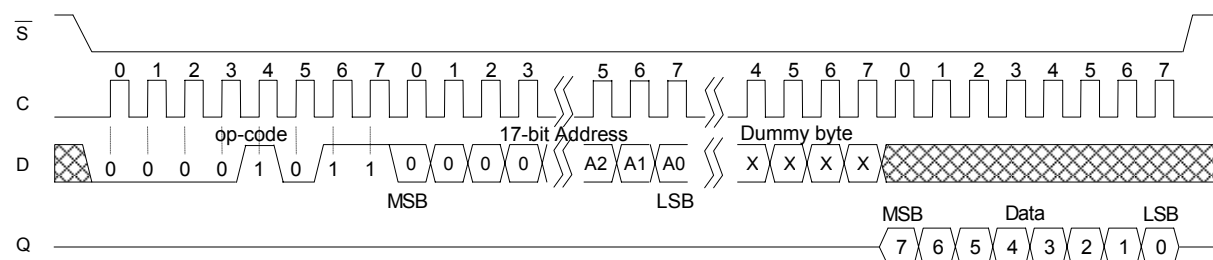 S
0 1 2 3 4 5 6 7 0 1 2 3 5 6 7 4 5 6 7 0 1 2 3 4 5 6 7
C
op-code 17-bit Address Dummy byte
D 0 0 0 0 1 0 1 1 0 0 0 0 A2 A1 A0 X X X X
MSB LSB MSB Data LSB
Q 7 6 5 4 3 2 1 0